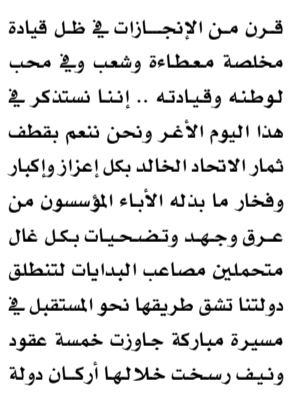 قرن من الإنجازات في ظل قيادة
مخلصة معطاءة وشعب وفي محب
لوطنه وقيادته .. إننا نستذكر في
هذا اليوم الأغر ونحن ننعم بقطف
ثمار الاتحاد الخالد بكل إعزاز وإكبار
وفخار ما بذله الأباء المؤسسون من
عرق وجهد وتضحيات بكل غال
متحملين مصاعب البدايات لتنطلق
دولتنا تشق طريقها نحو المستقبل في
مسيرة مباركة جاوزت خمسة عقود
ونيف رسخت خلالها أركان دولة